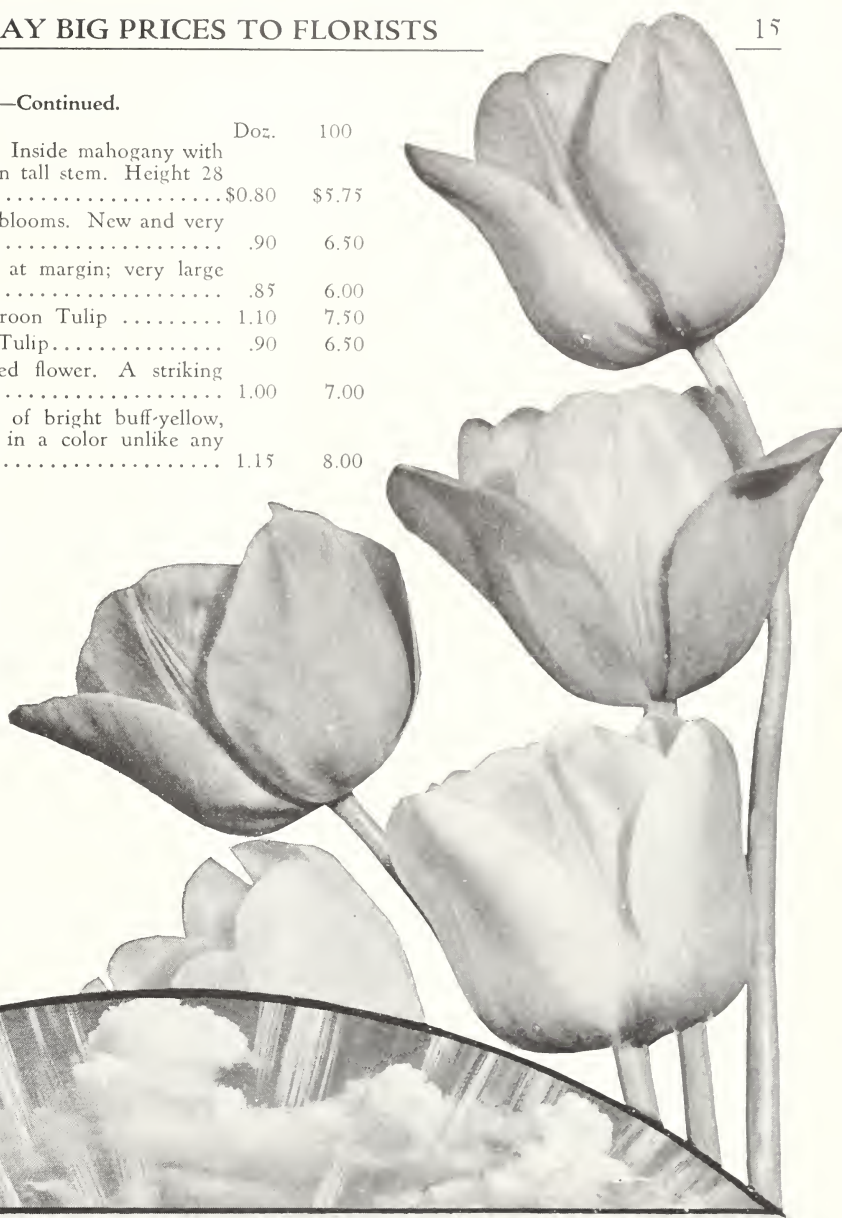 AY BIG PRICES TO FLORISTS 15
—Continued.
Doz. 100
Inside mahogany with
n tall stem. Height 28
....................$0.80 $5.75
blooms. New and very
.................... .90 6.50
at margin; very large
.................... .85 6.00
roon Tulip ......... 1.10 7.50
Tulip............... .90 6.50
ed flower. A striking
.................... 1.00 7.00
of bright buff-yellow,
in a color unlike any
.................... 1.15 8.00